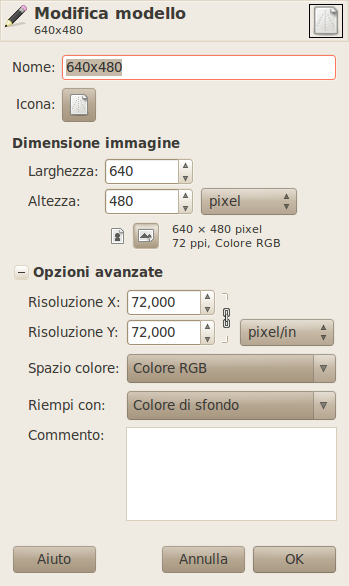 Modifica modello
640x480
Nome: 640x480
Icona:
Dimensione immagine
Larghezza: 640
Altezza: 480 pixel
640 × 480 pixel
72 ppi, Colore RGB
Opzioni avanzate
Risoluzione X: 72,000
Risoluzione Y: 72,000 pixel/in
Spazio colore: Colore RGB
Riempi con: Colore di sfondo
Commento:
Aiuto Annulla OK